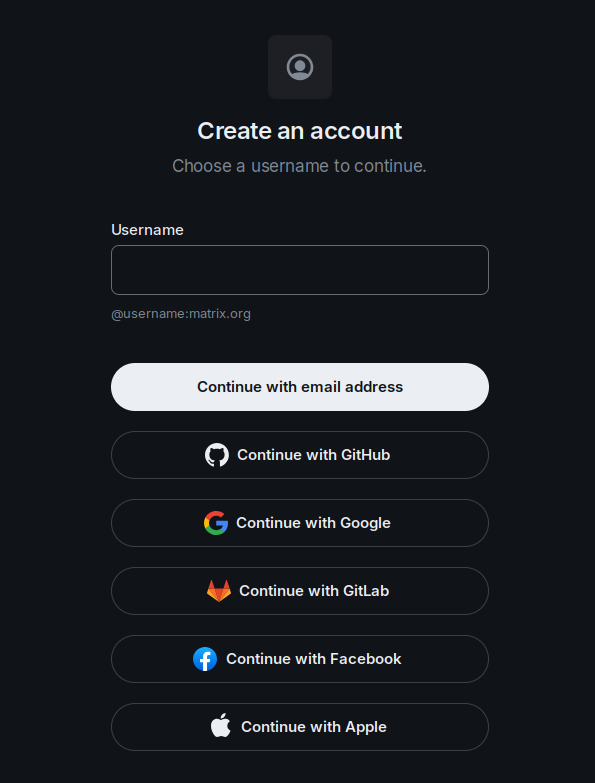 Create an account
Choose a username to continue.
Username
@username:matrix.org
Continue with email address
Continue with GitHub
Continue with Google
Continue with GitLab
Continue with Facebook
Continue with Apple